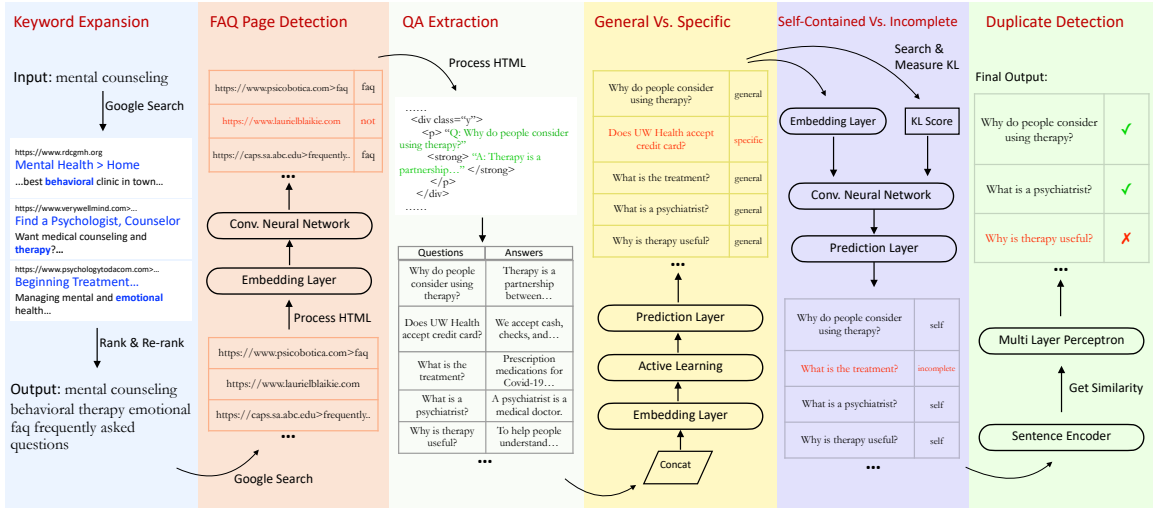 Keyword Expansion
Input: mental counseling
Google Search
https://www.rdcgmh.org
Mental Health > Home
...best behavioral clinic in town...
https://www.verywellmind.com>...
Find a Psychologist, Counselor
Want medical counseling and
therapy?...
https://www.psychologytodacom>...
Beginning Treatment...
Managing mental and emotional
health...
Rank & Re-rank
Output: mental counseling
behavioral therapy emotional
faq frequently asked
questions
FAQ Page Detection
https://www.psicobotica.com>faq
faq
https://www.laurielblaikie.com
not
https://caps.sa.abc.edu>frequently..
faq
...
Conv. Neural Network
Embedding Layer
Process HTML
https://www.psicobotica.com>faq
https://www.laurielblaikie.com
https://caps.sa.abc.edu>frequently..
...
Google Search
QA Extraction
Process HTML
......
<div class="y">
<p> "Q: Why do people consider
using therapy?"
<strong> "A: Therapy is a
partnership..." </strong>
</p>
</div>
......
Questions Answers
Why do people
consider using
therapy?
Therapy is a
partnership
between...
Does UW Health
accept credit card?
We accept cash,
checks, and...
What is the
treatment?
Prescription
medications for
Covid-19...
What is a
psychiatrist?
A psychiatrist is a
medical doctor.
Why is therapy
useful?
To help people
understand...
...
General Vs. Specific
Why do people consider
using therapy?
general
Does UW Health accept
credit card?
specific
What is the treatment?
general
What is a psychiatrist?
general
Why is therapy useful?
general
...
Prediction Layer
Active Learning
Embedding Layer
Concat
Self-Contained Vs. Incomplete
Search &
Measure KL
Embedding Layer
KL Score
Conv. Neural Network
Prediction Layer
Why do people consider
using therapy?
self
What is the treatment?
incomplete
What is a psychiatrist?
self
Why is therapy useful?
self
...
Duplicate Detection
Final Output:
Why do people consider
using therapy?
✓
What is a psychiatrist?
✓
Why is therapy useful?
✗
...
Multi Layer Perceptron
Get Similarity
Sentence Encoder